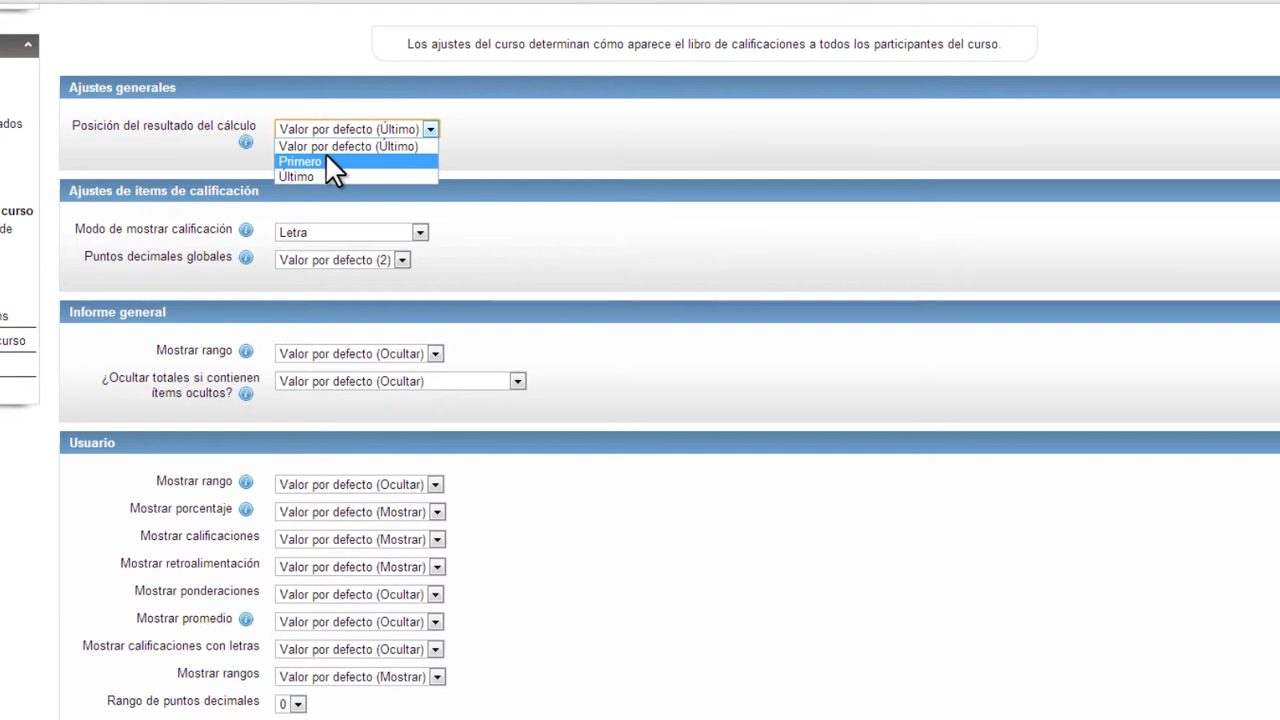 Los ajustes del curso determinan cómo aparece el libro de calificaciones a todos los participantes del curso.
Ajustes generales
ados
Posición del resultado del cálculo Valor por defecto (Último)
Valor por defecto (Último)
Primero
Último
Ajustes de ítems de calificación
curso
de
Modo de mostrar calificación Letra
Puntos decimales globales Valor por defecto (2)
Informe general
ns
curso
Mostrar rango Valor por defecto (Ocultar)
¿Ocultar totales si contienen Valor por defecto (Ocultar)
ítems ocultos?
Usuario
Mostrar rango Valor por defecto (Ocultar)
Mostrar porcentaje Valor por defecto (Mostrar)
Mostrar calificaciones Valor por defecto (Mostrar)
Mostrar retroalimentación Valor por defecto (Mostrar)
Mostrar ponderaciones Valor por defecto (Ocultar)
Mostrar promedio Valor por defecto (Ocultar)
Mostrar calificaciones con letras Valor por defecto (Ocultar)
Mostrar rangos Valor por defecto (Mostrar)
Rango de puntos decimales 0